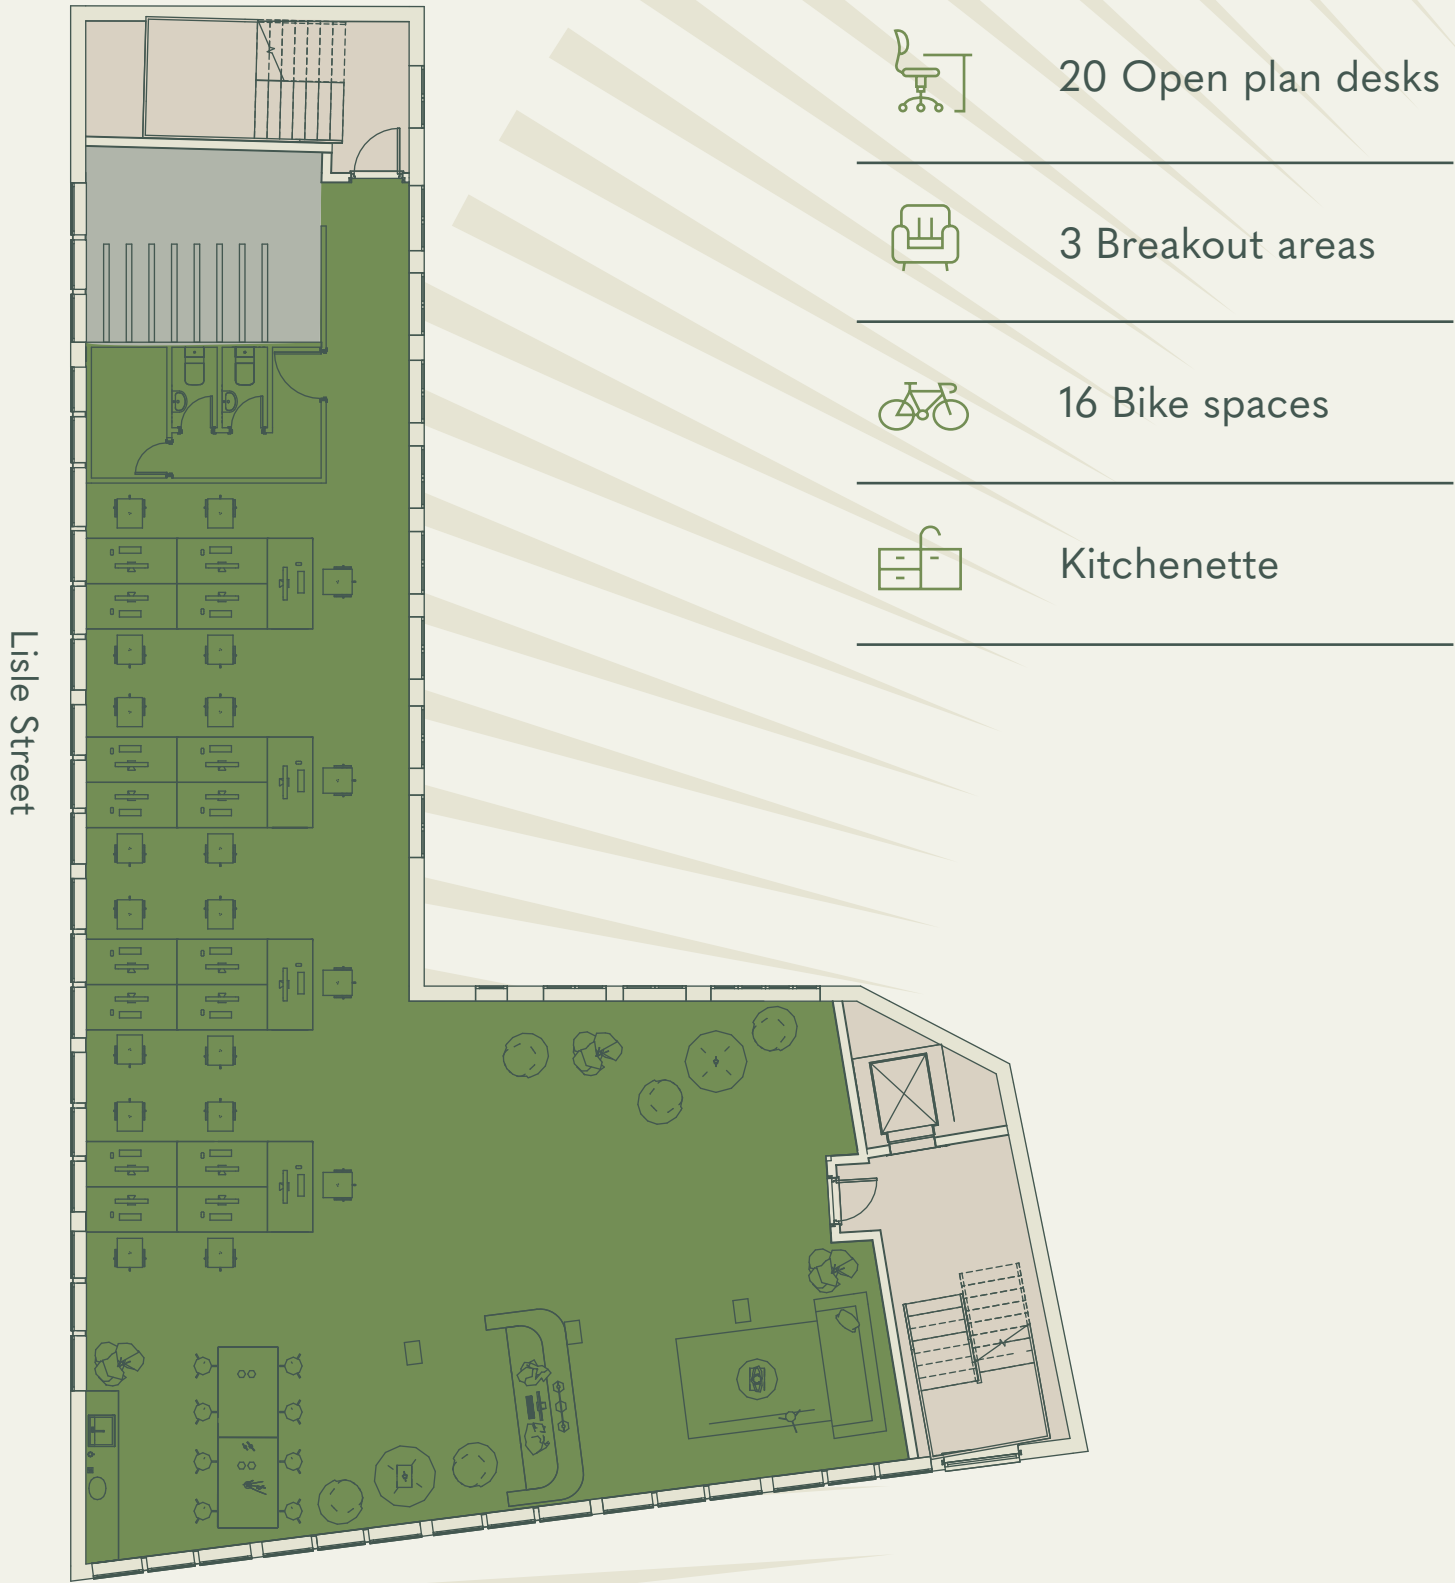 20 Open plan desks
3 Breakout areas
16 Bike spaces
Kitchenette
Lisle Street